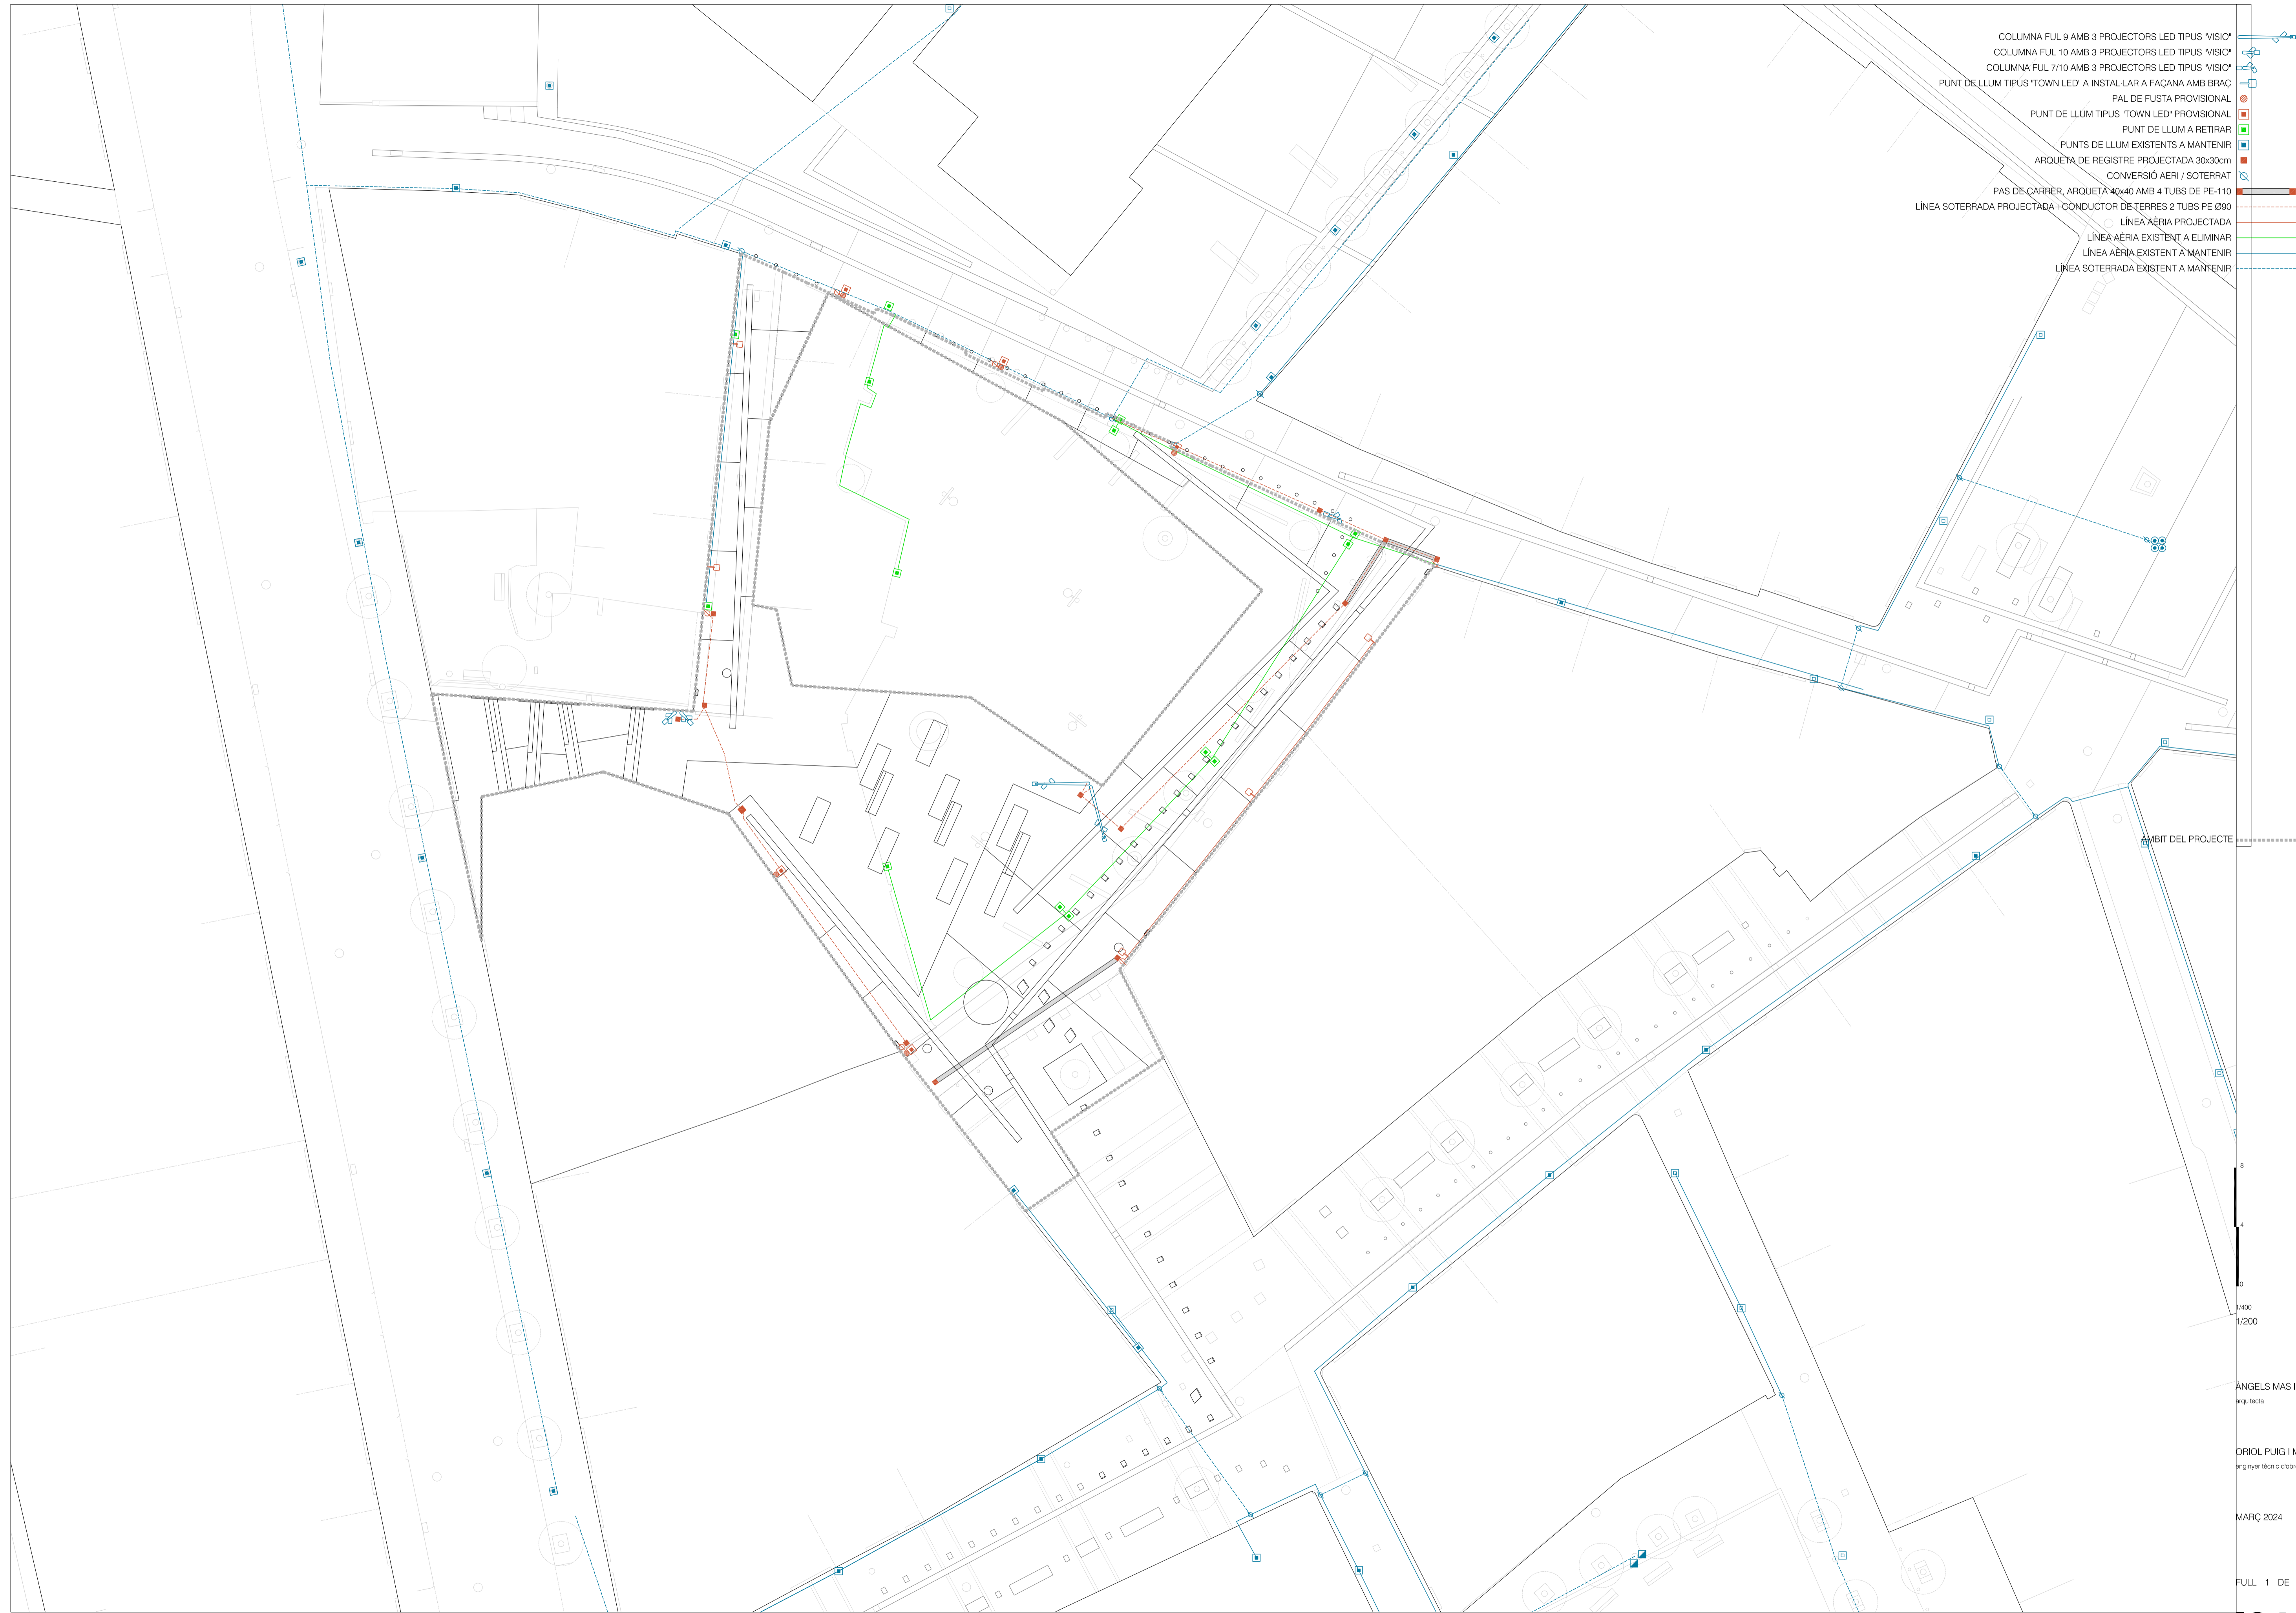 COLUMNA FUL 9 AMB 3 PROJECTORS LED TIPUS "VISIO"
COLUMNA FUL 10 AMB 3 PROJECTORS LED TIPUS "VISIO"
COLUMNA FUL 7/10 AMB 3 PROJECTORS LED TIPUS "VISIO"
PUNT DE LLUM TIPUS "TOWN LED" A INSTAL·LAR A FAÇANA AMB BRAÇ
PAL DE FUSTA PROVISIONAL
PUNT DE LLUM TIPUS "TOWN LED" PROVISIONAL
PUNT DE LLUM A RETIRAR
PUNTS DE LLUM EXISTENTS A MANTENIR
ARQUETA DE REGISTRE PROJECTADA 30x30cm
CONVERSIÓ AERI / SOTERRAT
PAS DE CARRER, ARQUETA 40x40 AMB 4 TUBS DE PE-110
LÍNEA SOTERRADA PROJECTADA+CONDUCTOR DE TERRES 2 TUBS PE Ø90
LÍNEA AÈRIA PROJECTADA
LÍNEA AÈRIA EXISTENT A ELIMINAR
LÍNEA AÈRIA EXISTENT A MANTENIR
LÍNEA SOTERRADA EXISTENT A MANTENIR
ÀMBIT DEL PROJECTE
8
4
0
1/400
1/200
ÀNGELS MAS I
arquitecta
ORIOL PUIG I
enginyer tècnic d'obr
MARÇ 2024
FULL 1 DE